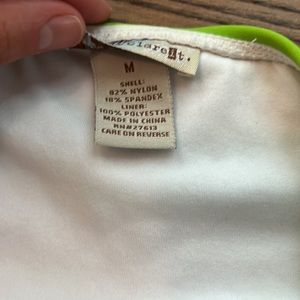 M
SHELL:
82% NYLON
18% SPANDEX
LINER:
100% POLYESTER
MADE IN CHINA
RN#27613
CARE ON REVERSE